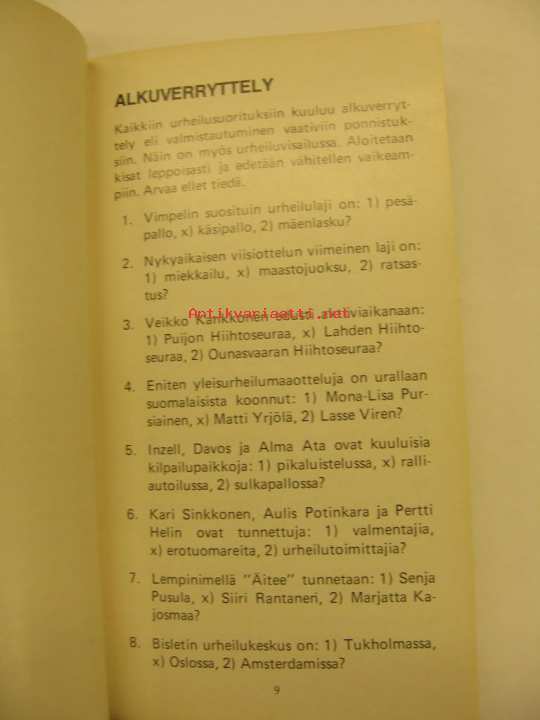 ALKUVERRYTTELY
Kaikkiin urheilusuorituksiin kuuluu alkuverryt-
tely eli valmistautuminen vaativiin ponnistuk-
siin. Näin on myös urheiluvisailussa. Aloitetaan
kisat leppoisasti ja edetään vähitellen vaikeam-
piin. Arvaa ellet tiedä.
1. Vimpelin suosituin urheilulaji on: 1) pesä-
pallo, x) käsipallo, 2) mäenlasku?
2. Nykyaikaisen viisiottelun viimeinen laji on:
1) miekkailu, x) maastojuoksu, 2) ratsas-
tus?
Antikvariaatti.net
3. Veikko Kankkonen edusti aktiviaikanaan:
1) Puijon Hiihtoseuraa, x) Lahden Hiihto-
seuraa, 2) Ounasvaaran Hiihtoseuraa?
4. Eniten yleisurheilumaaotteluja on urallaan
suomalaisista koonnut: 1) Mona-Lisa Pur-
siainen, x) Matti Yrjölä, 2) Lasse Viren?
5. Inzell, Davos ja Alma Ata ovat kuuluisia
kilpailupaikkoja: 1) pikaluistelussa, x) ralli-
autoilussa, 2) sulkapallossa?
6. Kari Sinkkonen, Aulis Potinkara ja Pertti
Helin ovat tunnettuja: 1) valmentajia,
x) erotuomareita, 2) urheilutoimittajia?
7. Lempinimellä "Äitee" tunnetaan: 1) Senja
Pusula, x) Siiri Rantanen, 2) Marjatta Ka-
josmaa?
8. Bisletin urheilukeskus on: 1) Tukholmassa,
x) Oslossa, 2) Amsterdamissa?
9